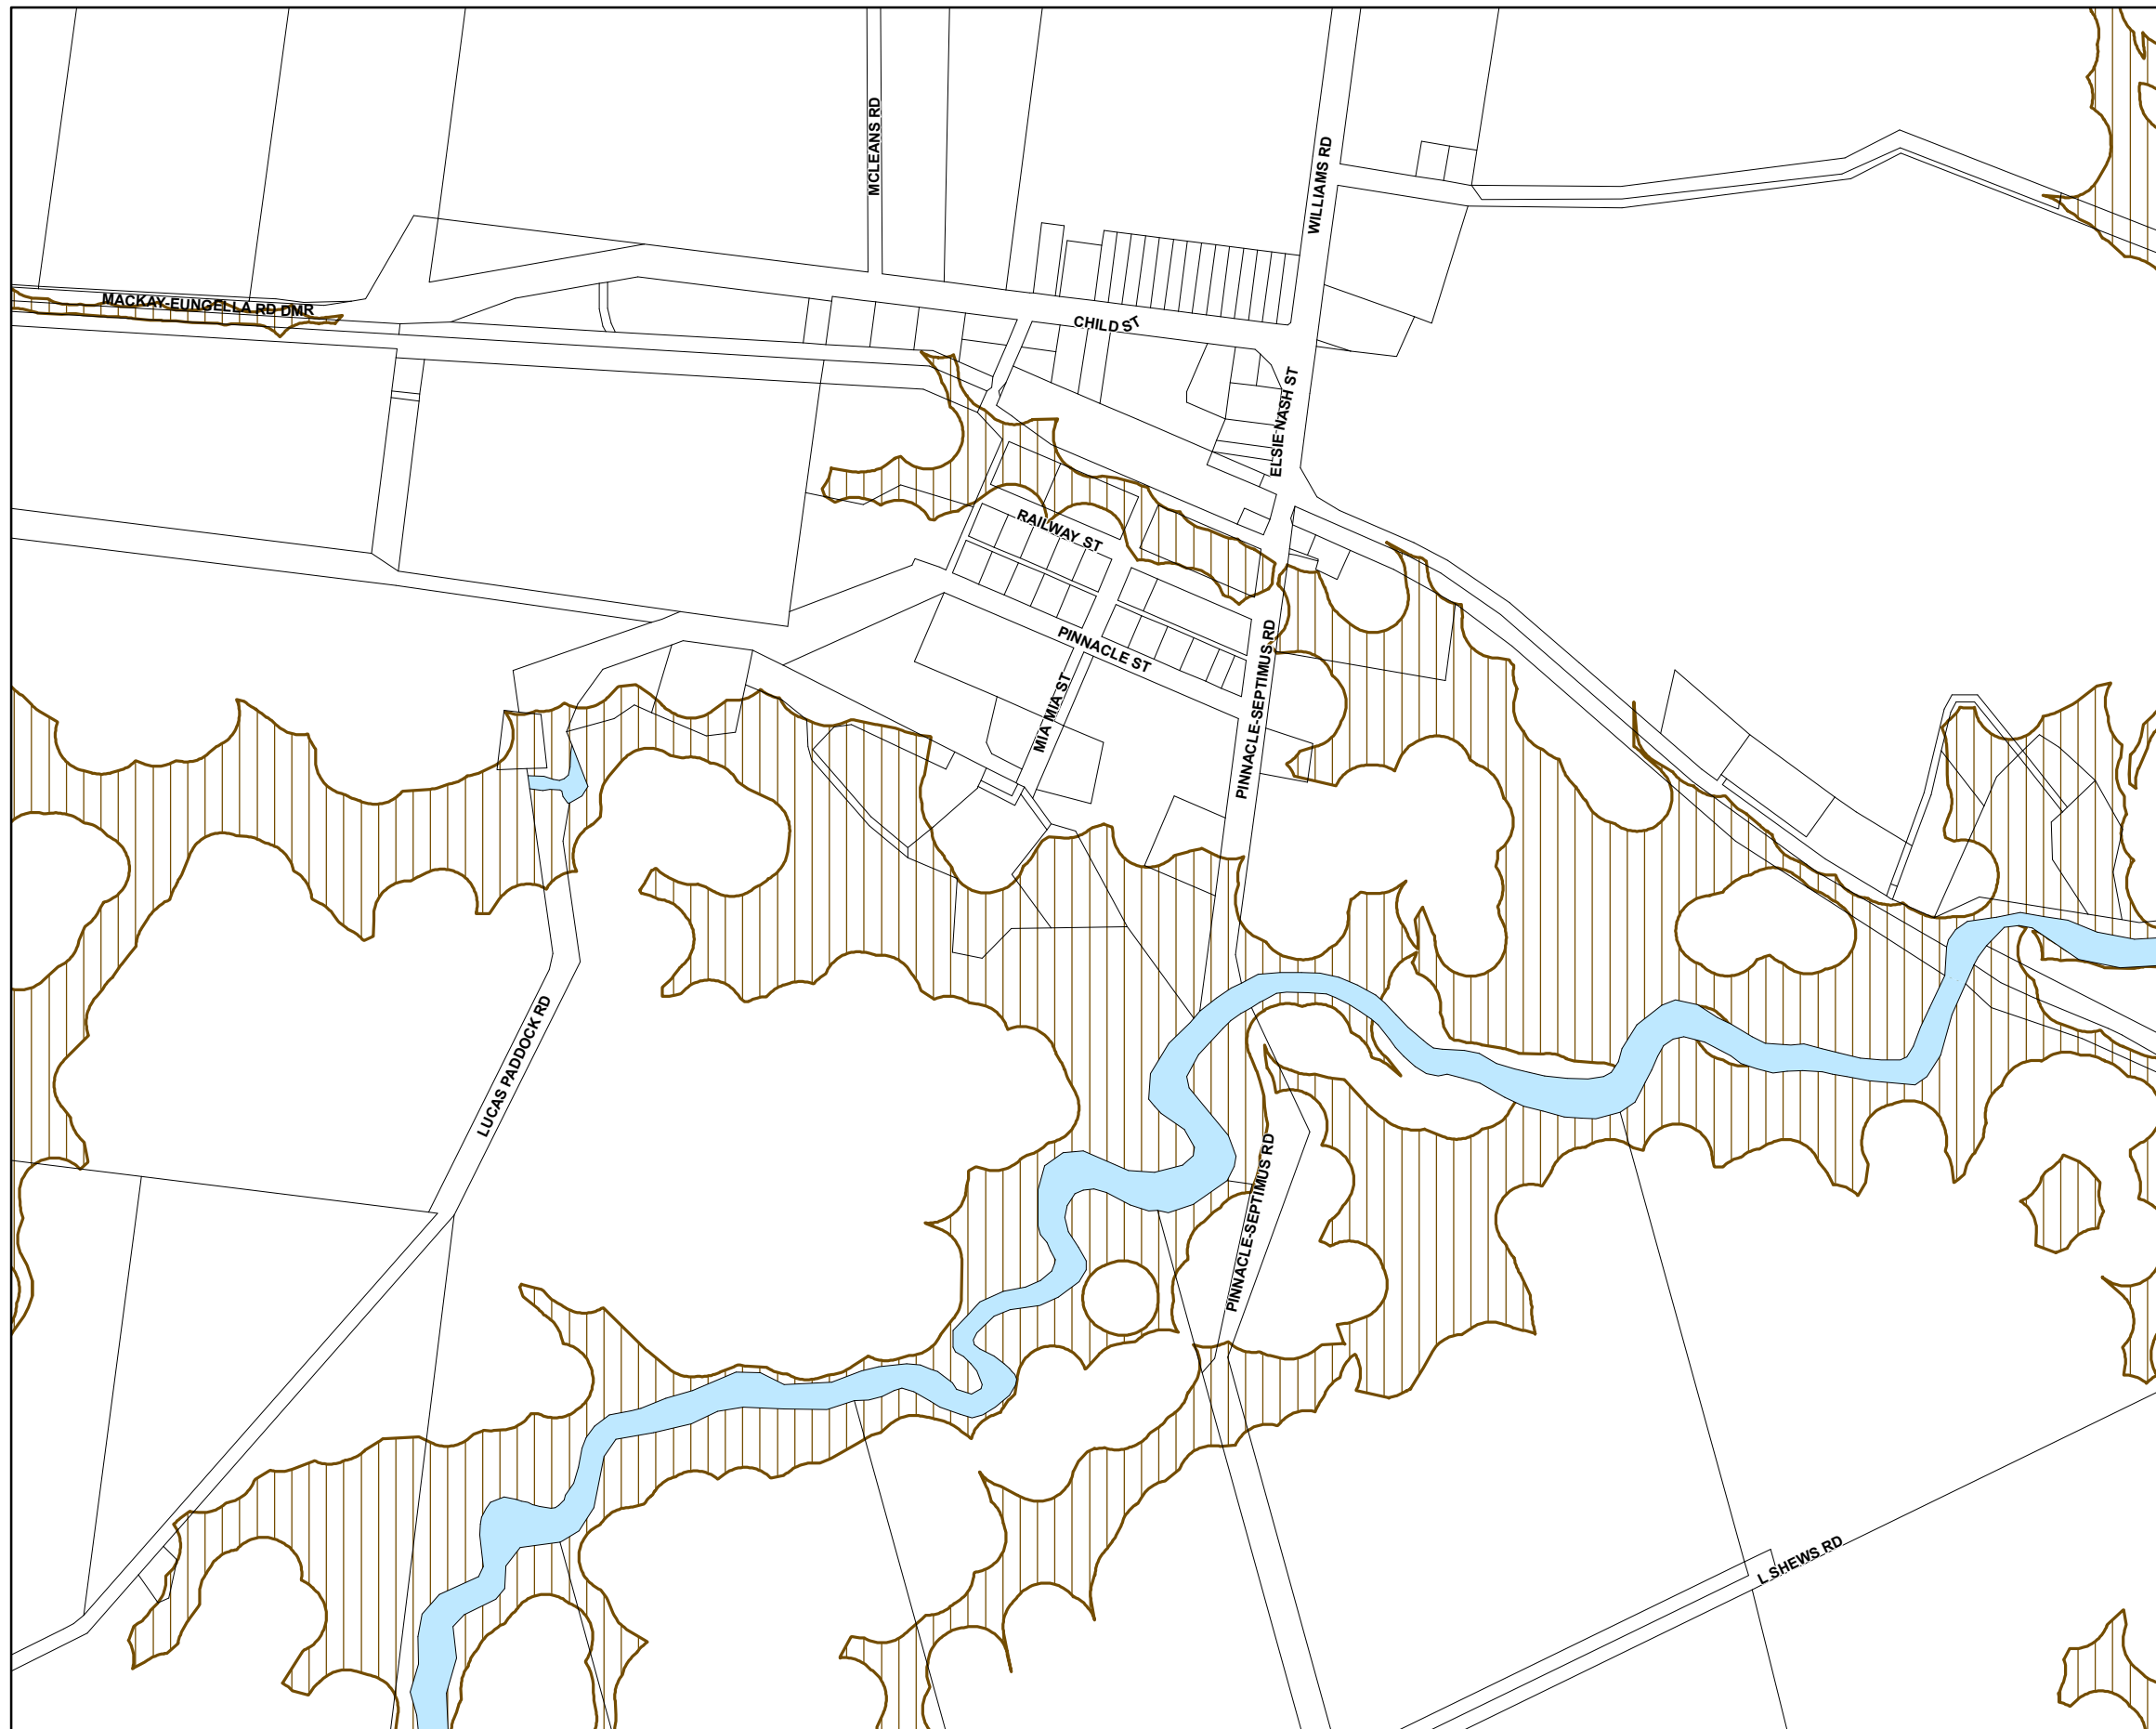 MCLEANS RD
WILLIAMS RD
MACKAY-EUNGELLA RD DMR
CHILD ST
ELSIE NASH ST
RAILWAY ST
PINNACLE ST
PINNACLE-SEPTIMUS RD
MIA MIA ST
LUCAS PADDOCK RD
PINNACLE-SEPTIMUS RD
L SHEWS RD